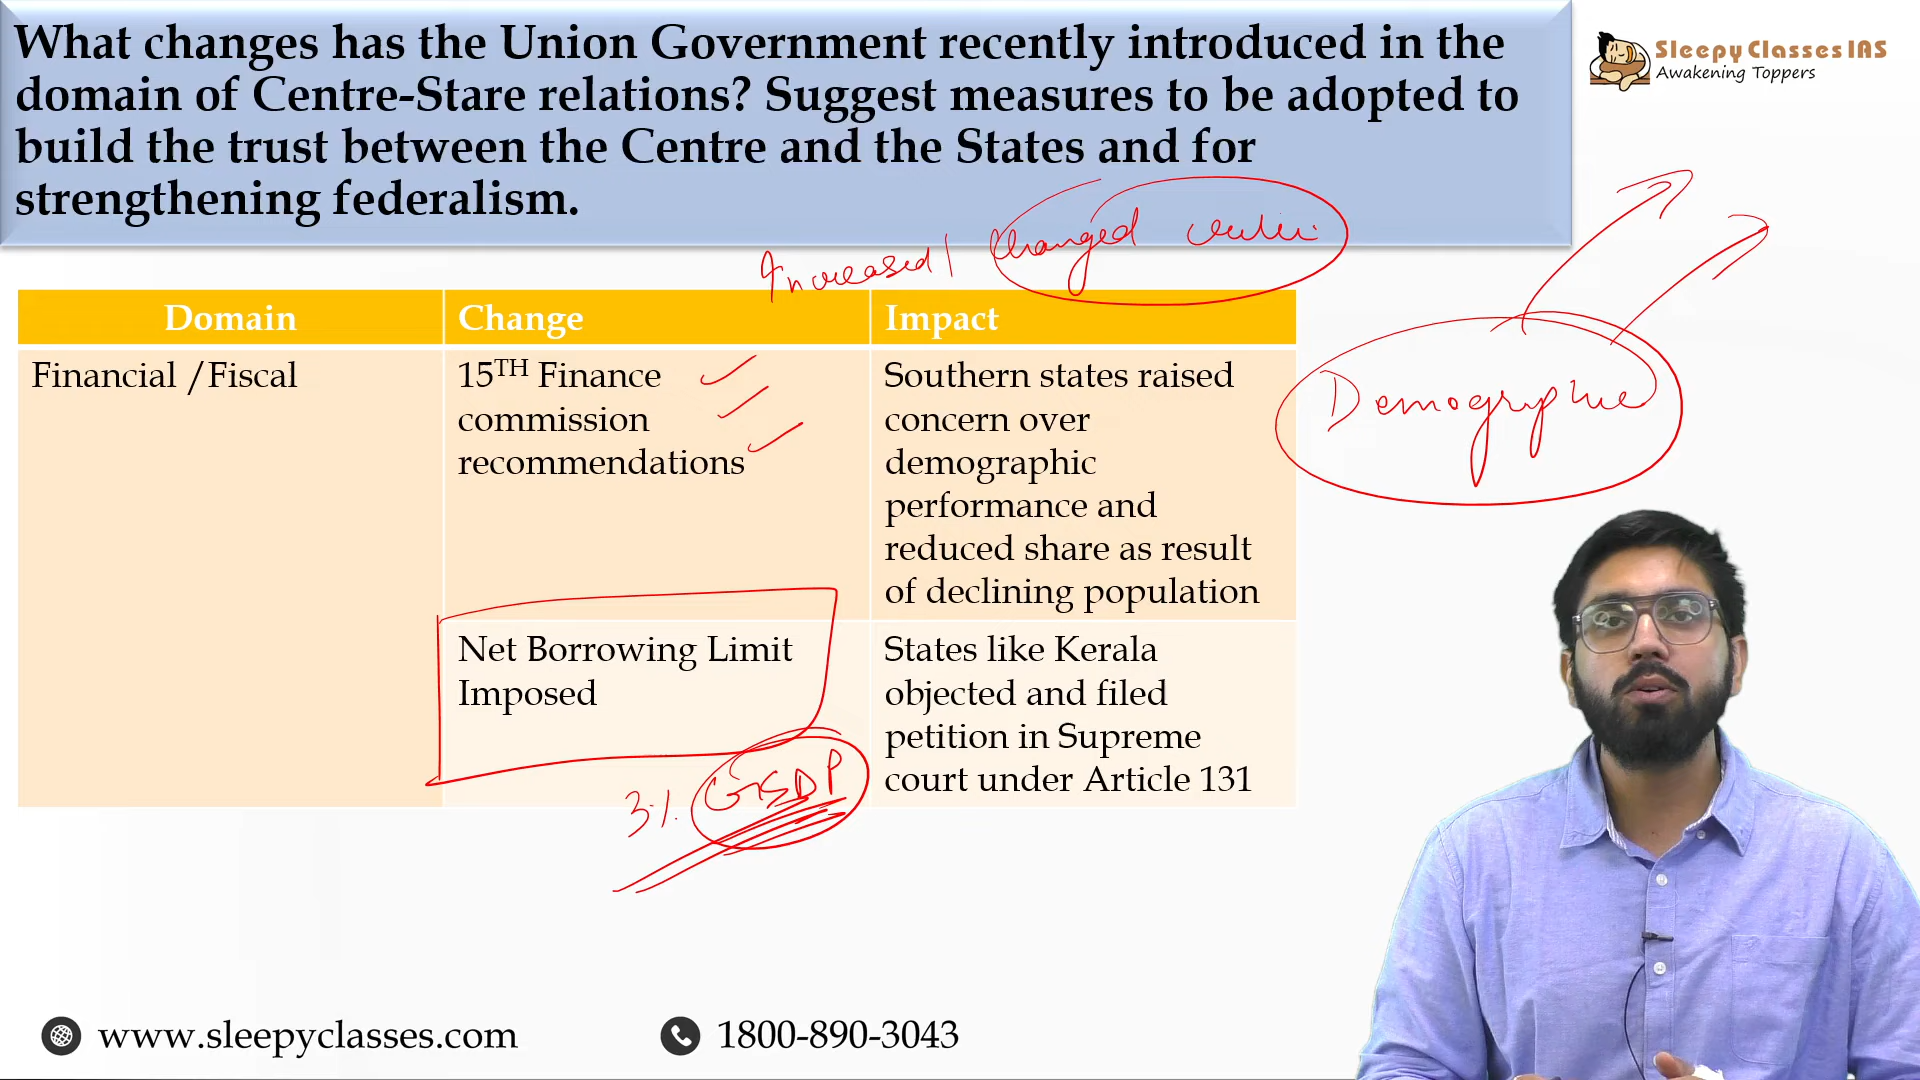 What changes has the Union Government recently introduced in the
domain of Centre-Stare relations? Suggest measures to be adopted to
build the trust between the Centre and the States and for
strengthening federalism.
Sleepy Classes IAS
Awakening Toppers
Increased/ changed
Domain
Change
Impact
Financial /Fiscal
15TH Finance
commission
recommendations
Southern states raised
concern over
demographic
performance and
reduced share as result
of declining population
Demographic
Net Borrowing Limit
Imposed
States like Kerala
objected and filed
petition in Supreme
court under Article 131
3% GSDP
www.sleepyclasses.com
1800-890-3043